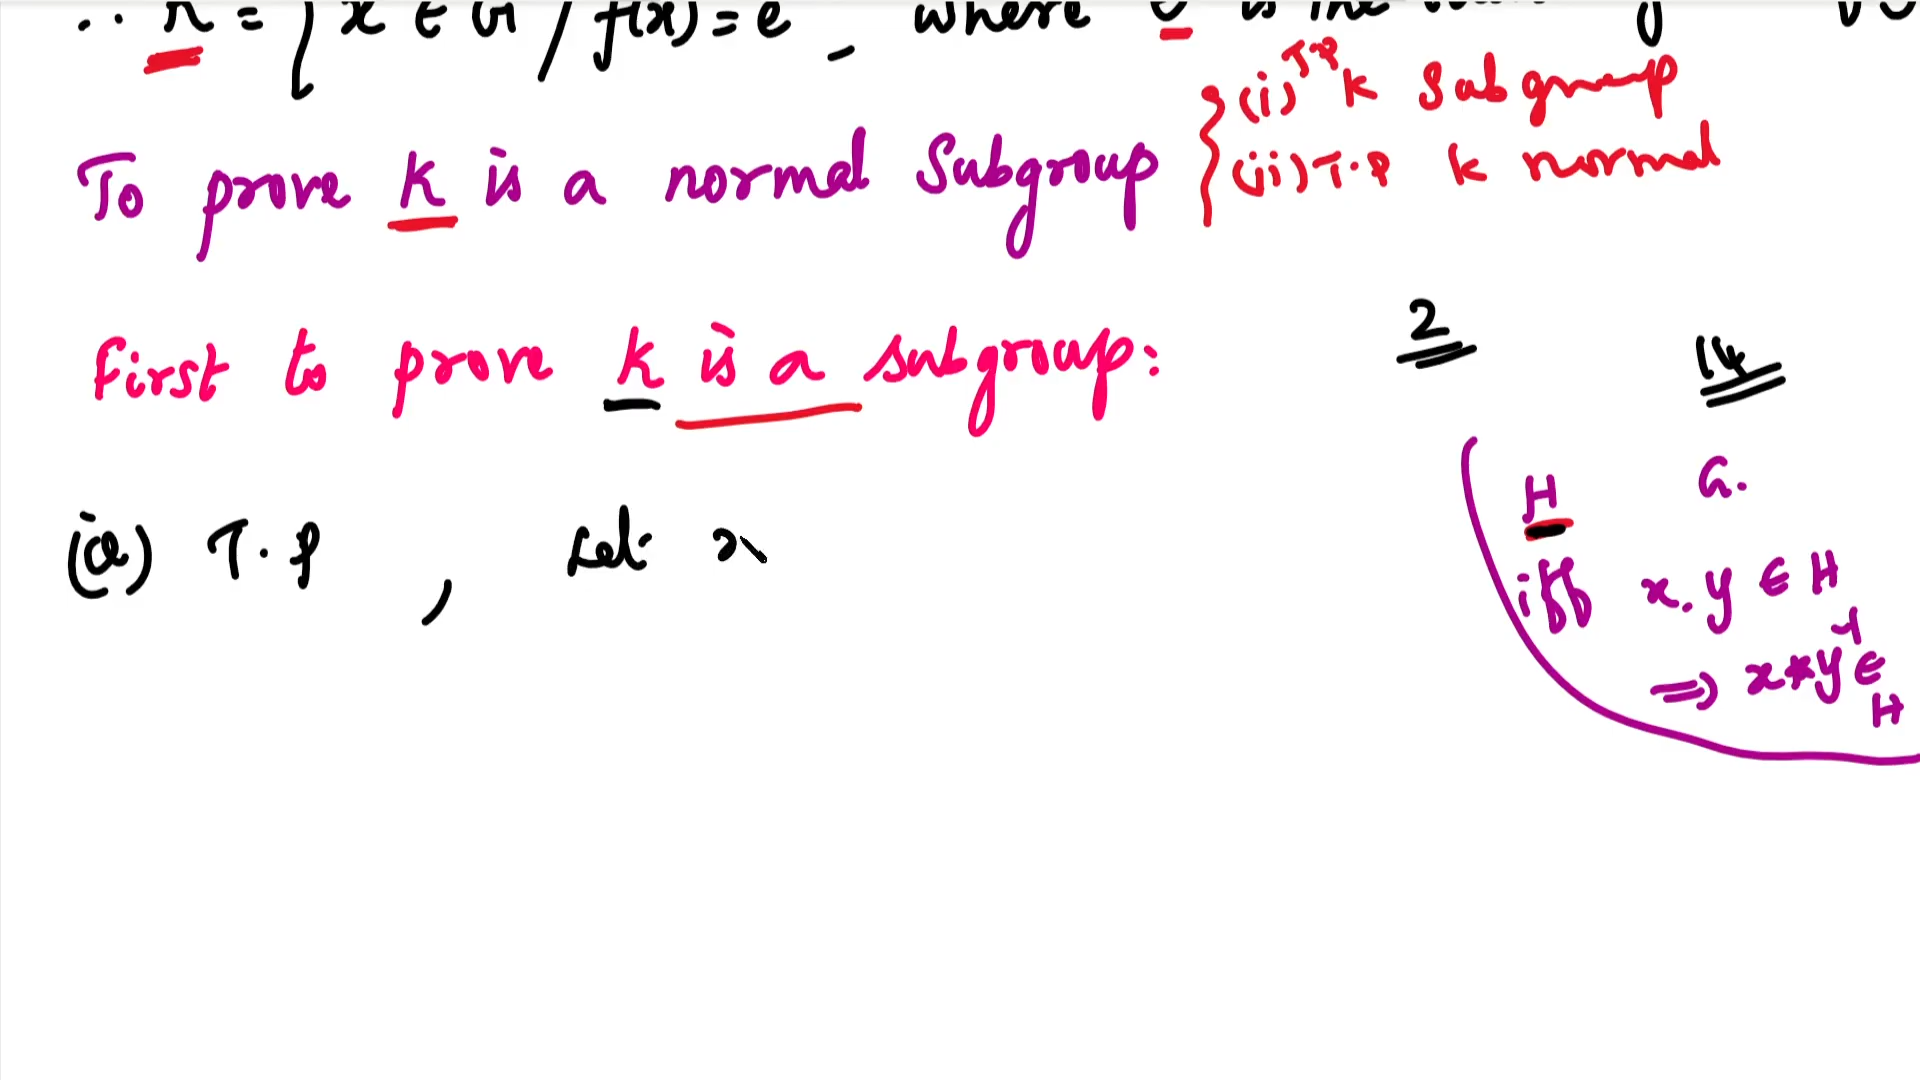 ∴ K = { x ∈ G / f(x) = e, where e is the
(i) T.P K Subgroup
To prove K is a normal Subgroup
(ii) T.P K normal
First to prove K is a subgroup:
2
14
H G.
(a) T.P , Let x
iff x.y ∈ H
⇒ x*y⁻¹ ∈ H